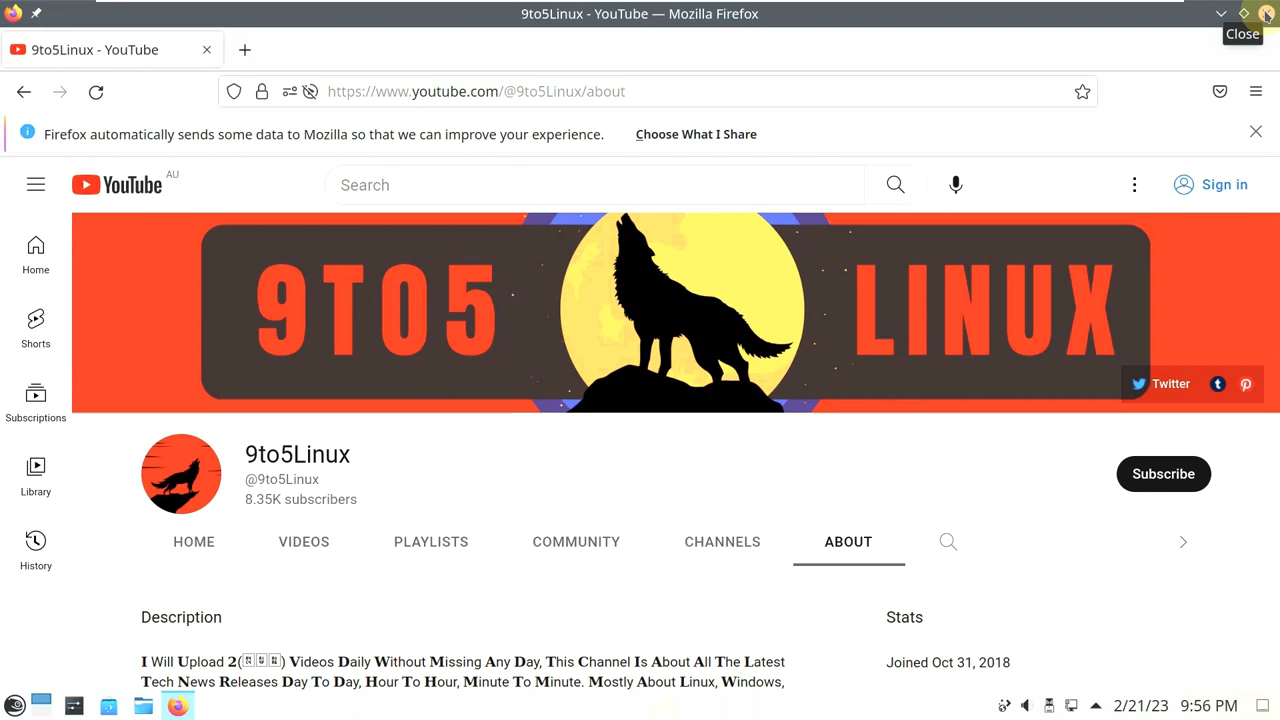 9to5Linux - YouTube — Mozilla Firefox
Close
9to5Linux - YouTube
https://www.youtube.com/@9to5Linux/about
Firefox automatically sends some data to Mozilla so that we can improve your experience.
Choose What I Share
YouTube AU
Search
Sign in
Home
Shorts
Subscriptions
Library
History
9TO5 LINUX
Twitter
9to5Linux
@9to5Linux
8.35K subscribers
Subscribe
HOME VIDEOS PLAYLISTS COMMUNITY CHANNELS ABOUT
Description
Stats
𝐈 Will 𝐔pload 𝟐() 𝐕ideos 𝐃aily 𝐖ithout 𝐌issing 𝐀ny 𝐃ay, 𝐓his 𝐂hannel 𝐈s 𝐀bout 𝐀ll 𝐓he 𝐋atest
𝐓ech 𝐍ews 𝐑eleases 𝐃ay 𝐓o 𝐃ay, 𝐇our 𝐓o 𝐇our, 𝐌inute 𝐓o 𝐌inute. 𝐌ostly 𝐀bout 𝐋inux, 𝐖indows,
Joined Oct 31, 2018
2/21/23 9:56 PM